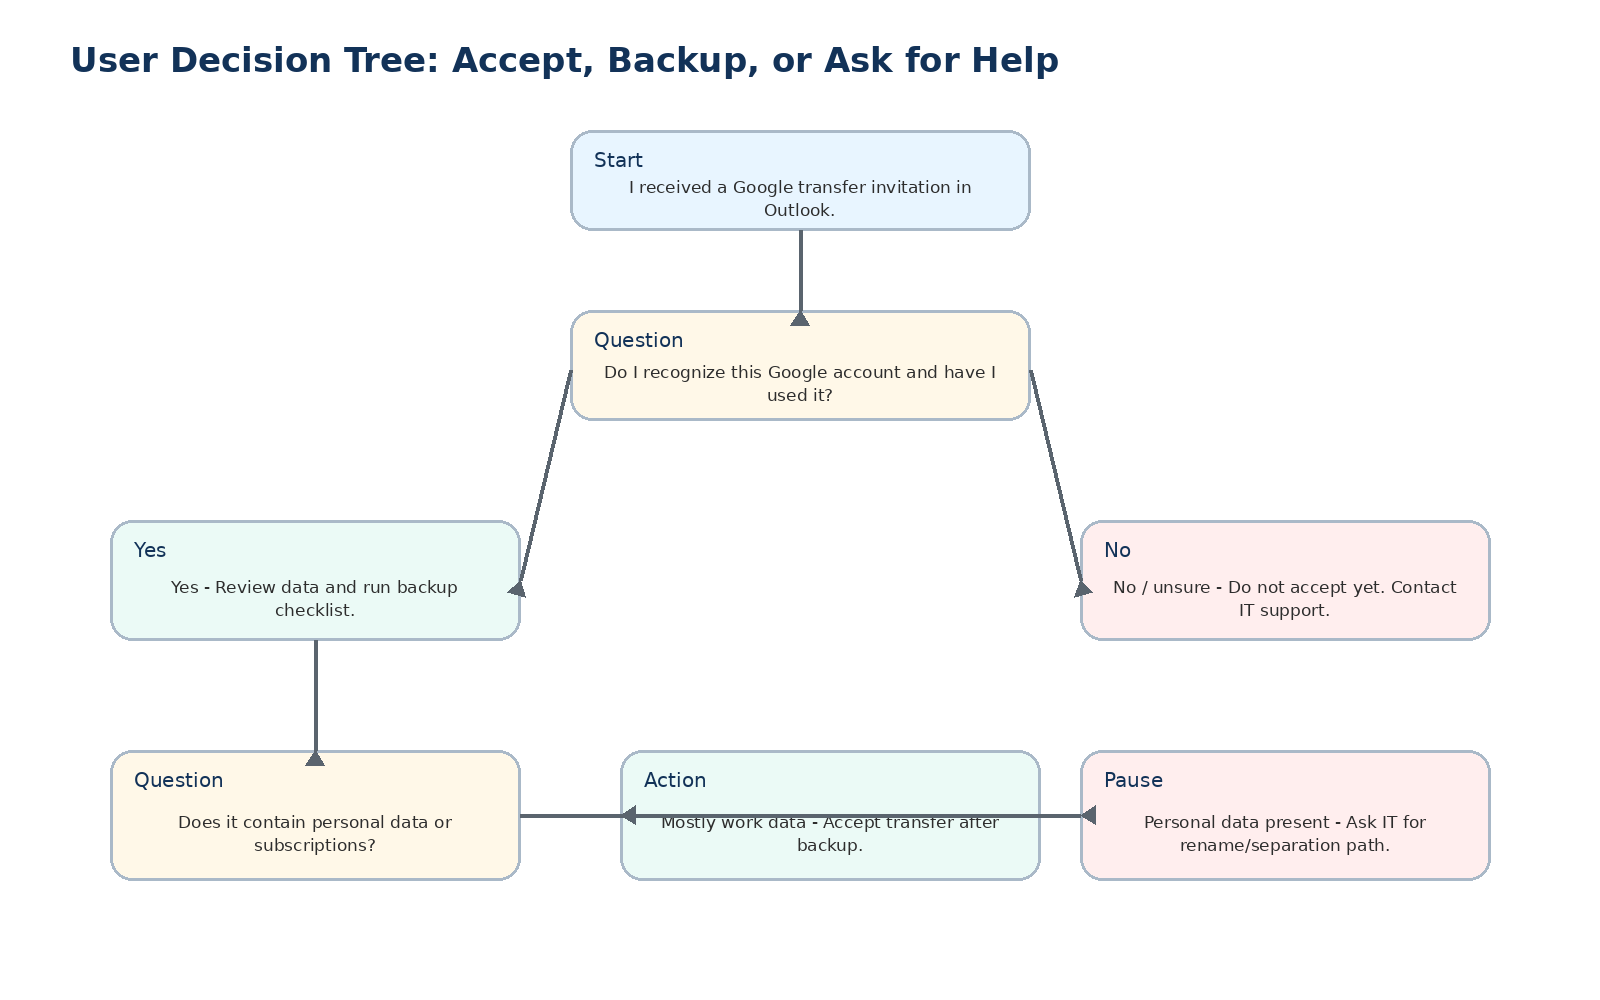 User Decision Tree: Accept, Backup, or Ask for Help
Start
I received a Google transfer invitation in
Outlook.
Question
Do I recognize this Google account and have I
used it?
Yes
Yes - Review data and run backup
checklist.
No
No / unsure - Do not accept yet. Contact
IT support.
Question
Does it contain personal data or
subscriptions?
Action
Mostly work data - Accept transfer after
backup.
Pause
Personal data present - Ask IT for
rename/separation path.